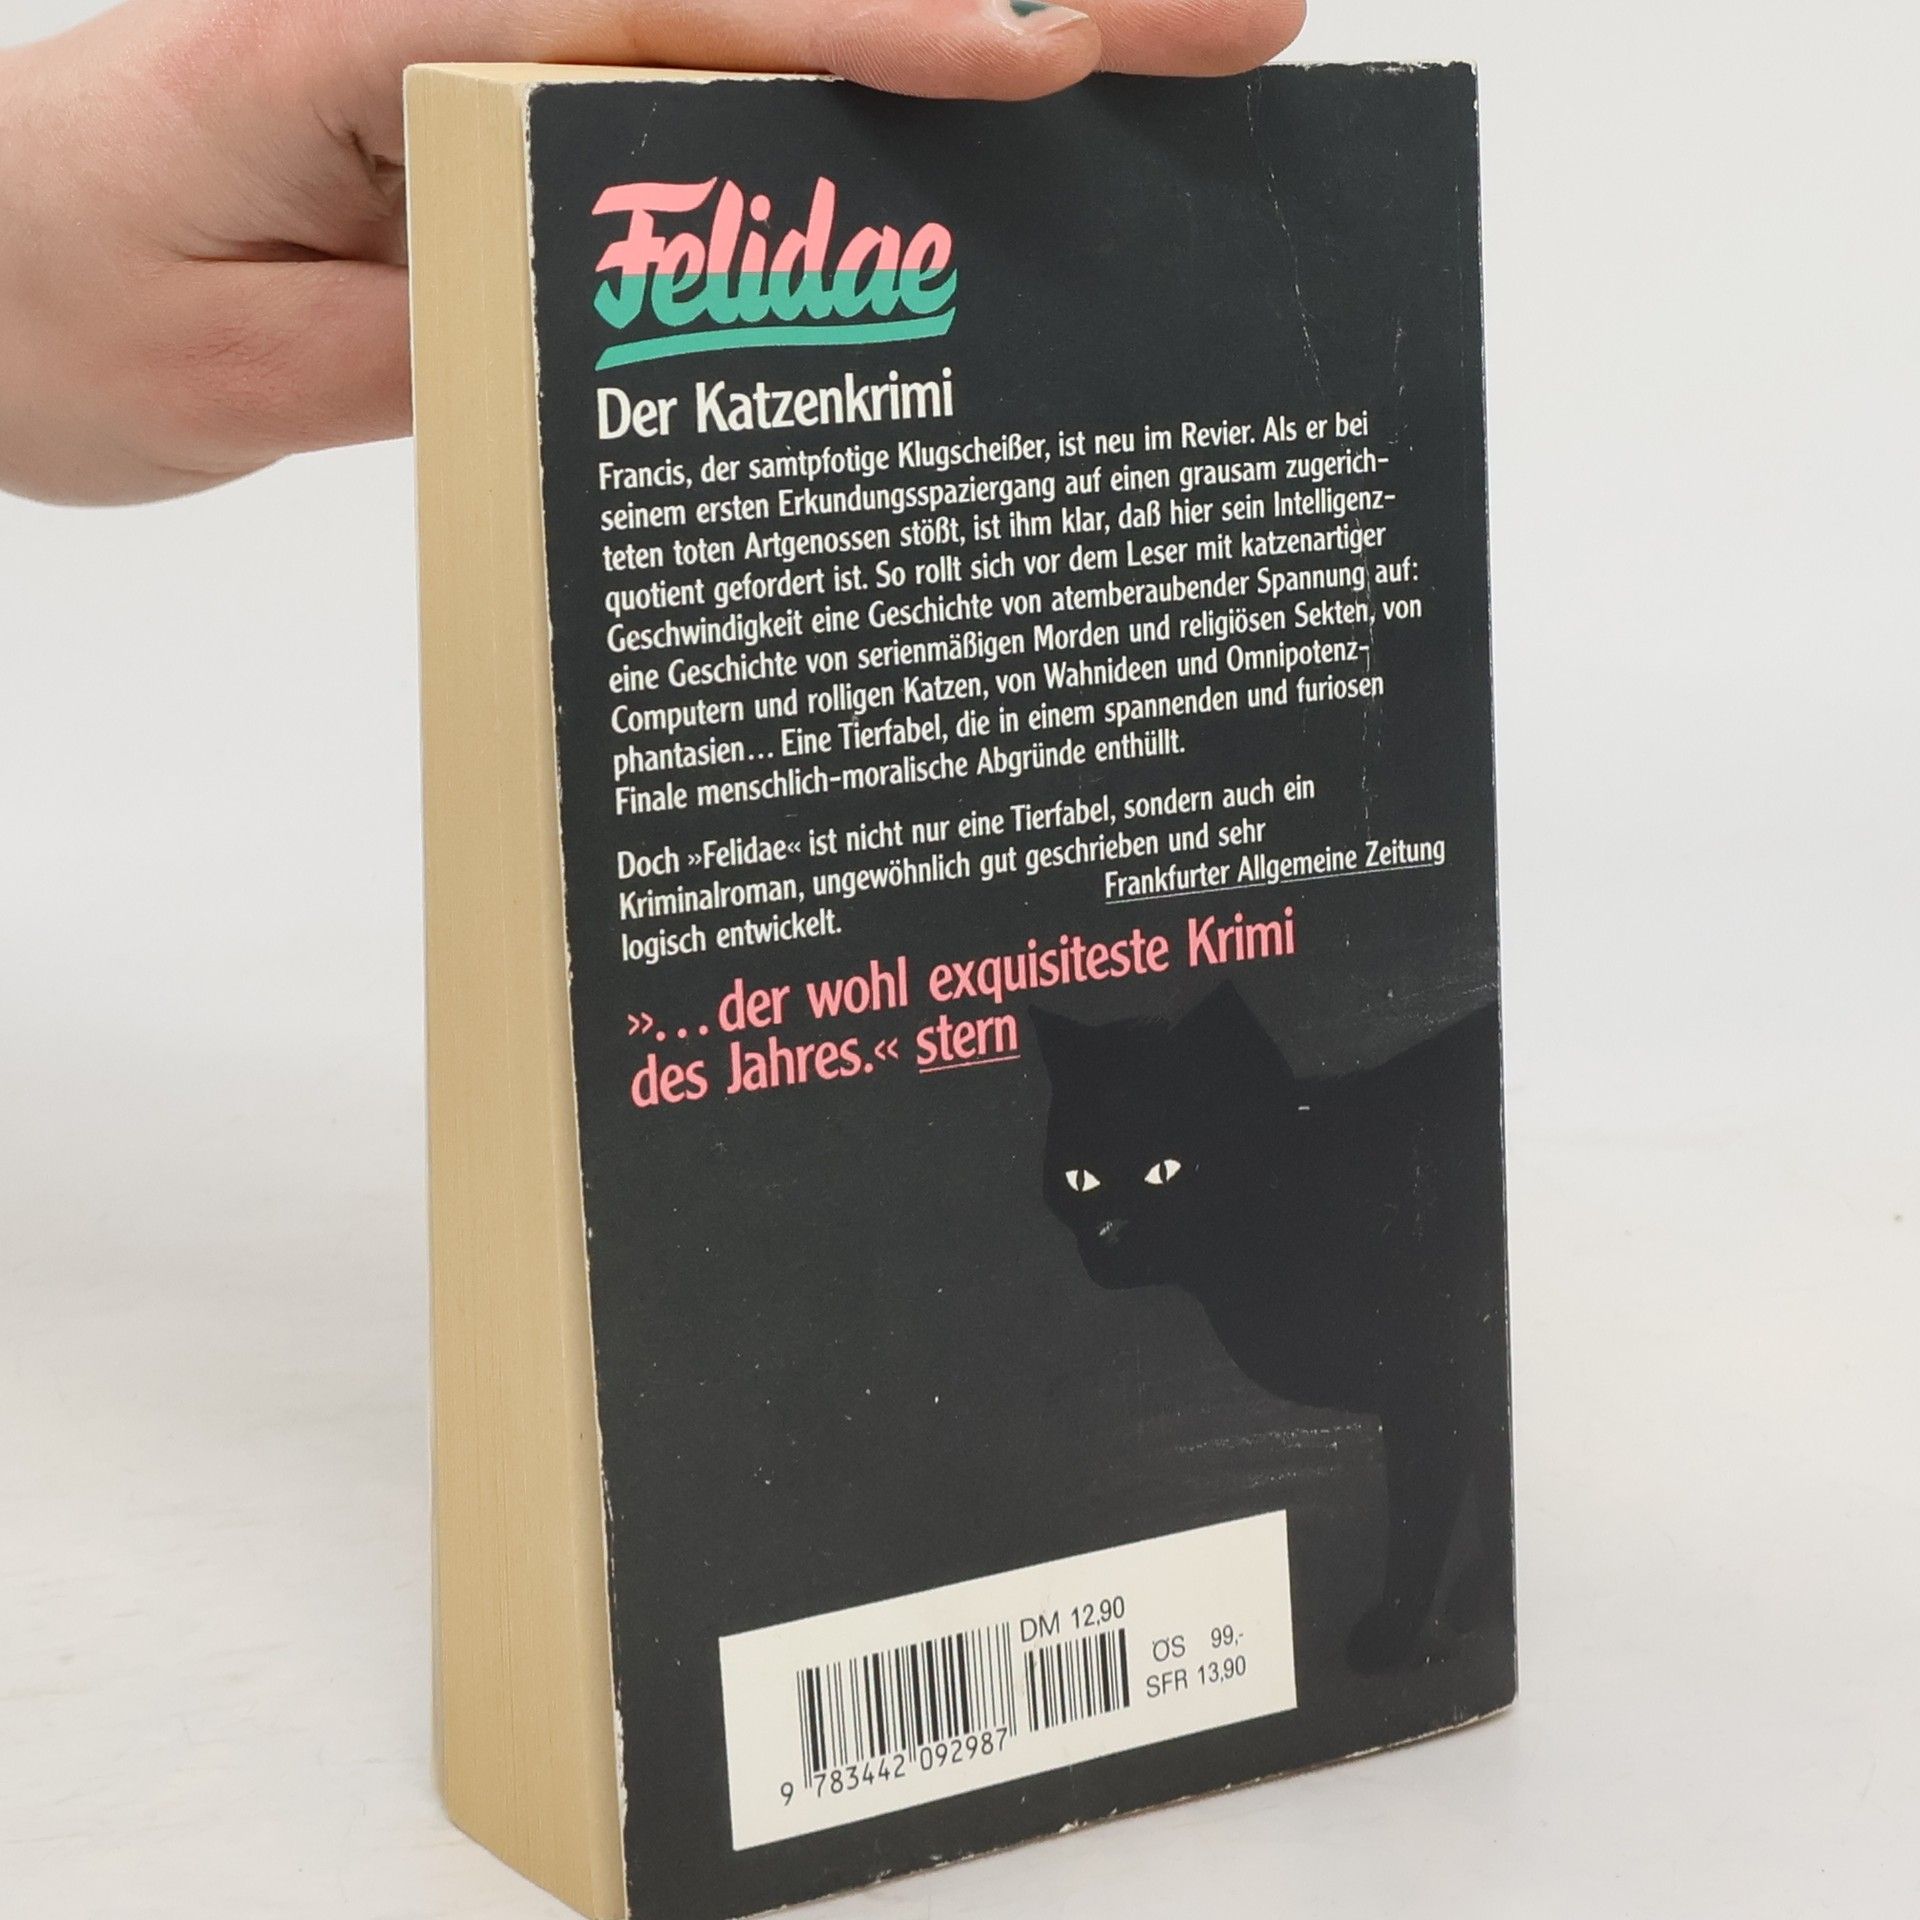 Felidae
Der Katzenkrimi
Francis, der samtpfotige Klugscheißer, ist neu im Revier. Als er bei
seinem ersten Erkundungsspaziergang auf einen grausam zugerich-
teten toten Artgenossen stößt, ist ihm klar, daß hier sein Intelligenz-
quotient gefordert ist. So rollt sich vor dem Leser mit katzenartiger
Geschwindigkeit eine Geschichte von atemberaubender Spannung auf:
eine Geschichte von serienmäßigen Morden und religiösen Sekten, von
Computern und rolligen Katzen, von Wahnideen und Omnipotenz-
phantasien... Eine Tierfabel, die in einem spannenden und furiosen
Finale menschlich-moralische Abgründe enthüllt.
Doch »Felidae« ist nicht nur eine Tierfabel, sondern auch ein
Kriminalroman, ungewöhnlich gut geschrieben und sehr
logisch entwickelt.
Frankfurter Allgemeine Zeitung
»...der wohl exquisiteste Krimi
des Jahres.« stern
DM 12,90
ÖS 99,-
SFR 13,90
9 783442 092987